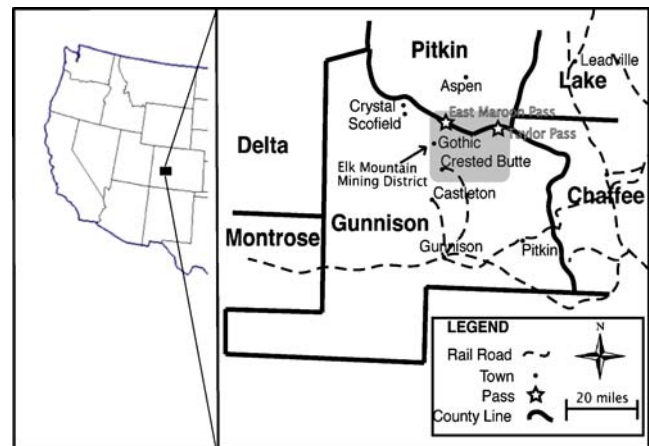 Pitkin
Leadville
Lake
Aspen
Crystal
Scofield
East Maroon Pass
Taylor Pass
Delta
Gothic
Elk Mountain
Mining District
Crested Butte
Castleton
Chaffee
Gunnison
Montrose
Gunnison
Pitkin
LEGEND
Rail Road
Town
Pass
County Line
N
20 miles